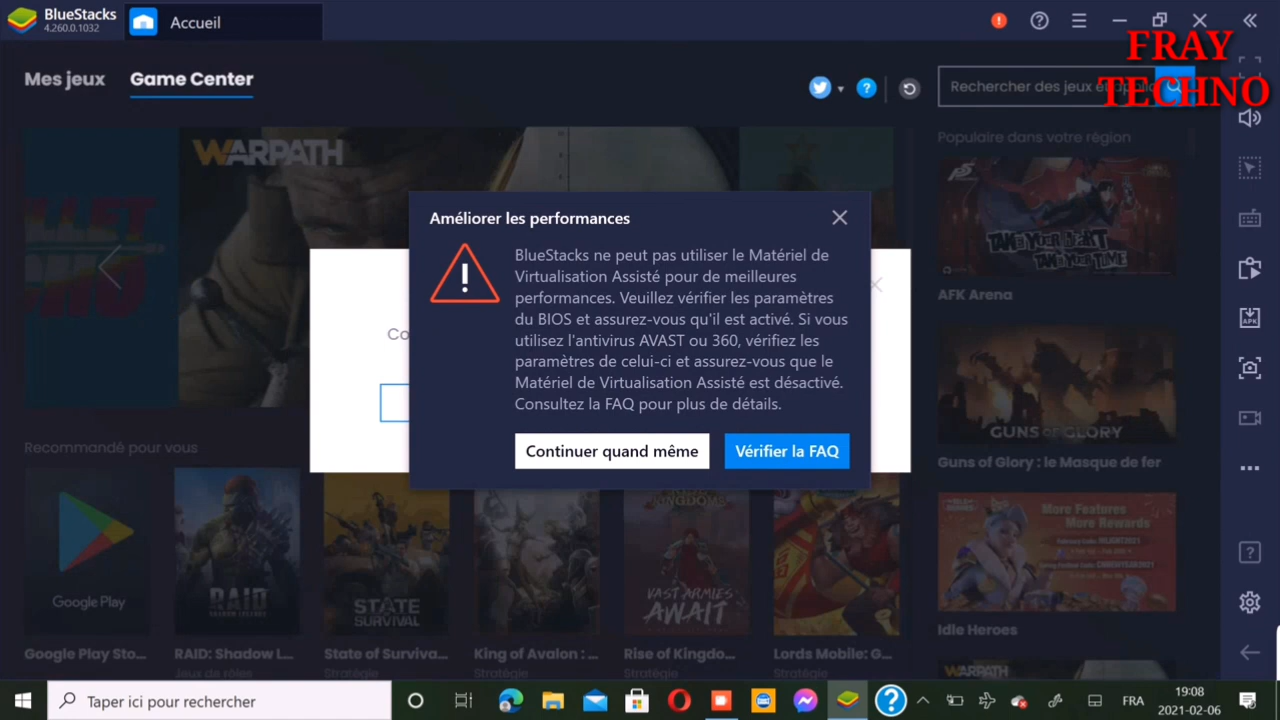 BlueStacks
4.260.0.1032
Accueil
FRAY
TECHNO
Mes jeux
Game Center
Rechercher des jeux et
Populaire dans votre région
WARPATH
AFK Arena
GUNS OF GLORY
Guns of Glory : le Masque de fer
More Features
More Rewards
Idle Heroes
WARPATH
Améliorer les performances
BlueStacks ne peut pas utiliser le Matériel de
Virtualisation Assisté pour de meilleures
performances. Veuillez vérifier les paramètres
du BIOS et assurez-vous qu'il est activé. Si vous
utilisez l'antivirus AVAST ou 360, vérifiez les
paramètres de celui-ci et assurez-vous que le
Matériel de Virtualisation Assisté est désactivé.
Consultez la FAQ pour plus de détails.
Continuer quand même
Vérifier la FAQ
Co
Recommandé pour vous
Google Play
RAID
STATE
SURVIVAL
KINGDOMS
VAST ARMIES
AWAIT
Google Play Sto...
RAID: Shadow L...
State of Surviva...
King of Avalon : ...
Rise of Kingdo...
Lords Mobile: G...
Jeux de rôles
Stratégie
Stratégie
Stratégie
Stratégie
Taper ici pour rechercher
FRA
19:08
2021-02-06